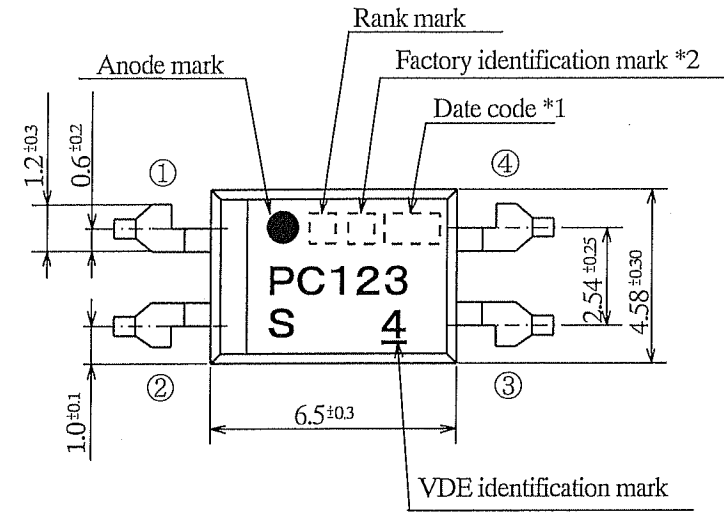 Rank mark
Anode mark
Factory identification mark *2
Date code *1
1.2±0.3
0.6±0.2
①
④
PC123
S 4
2.54±0.25
4.58±0.30
②
③
1.0±0.1
6.5±0.3
VDE identification mark